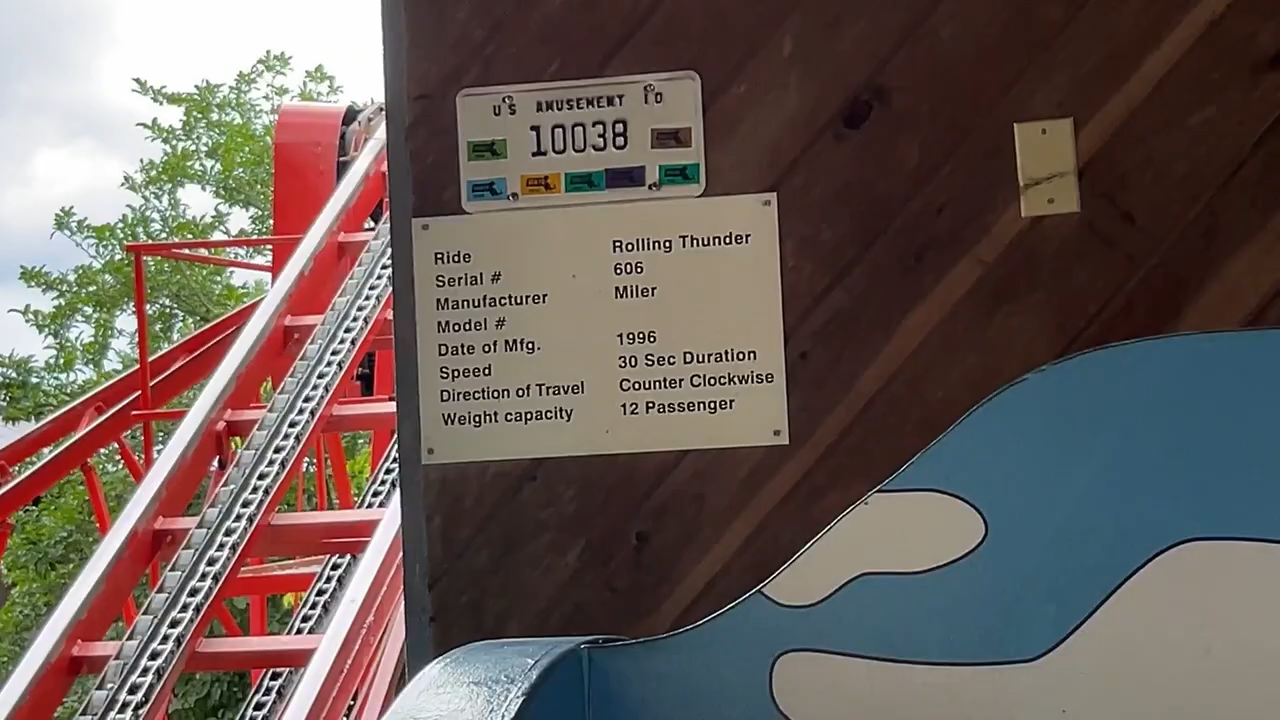 US AMUSEMENT ID
10038
Ride Rolling Thunder
Serial # 606
Manufacturer Miler
Model #
Date of Mfg. 1996
Speed 30 Sec Duration
Direction of Travel Counter Clockwise
Weight capacity 12 Passenger